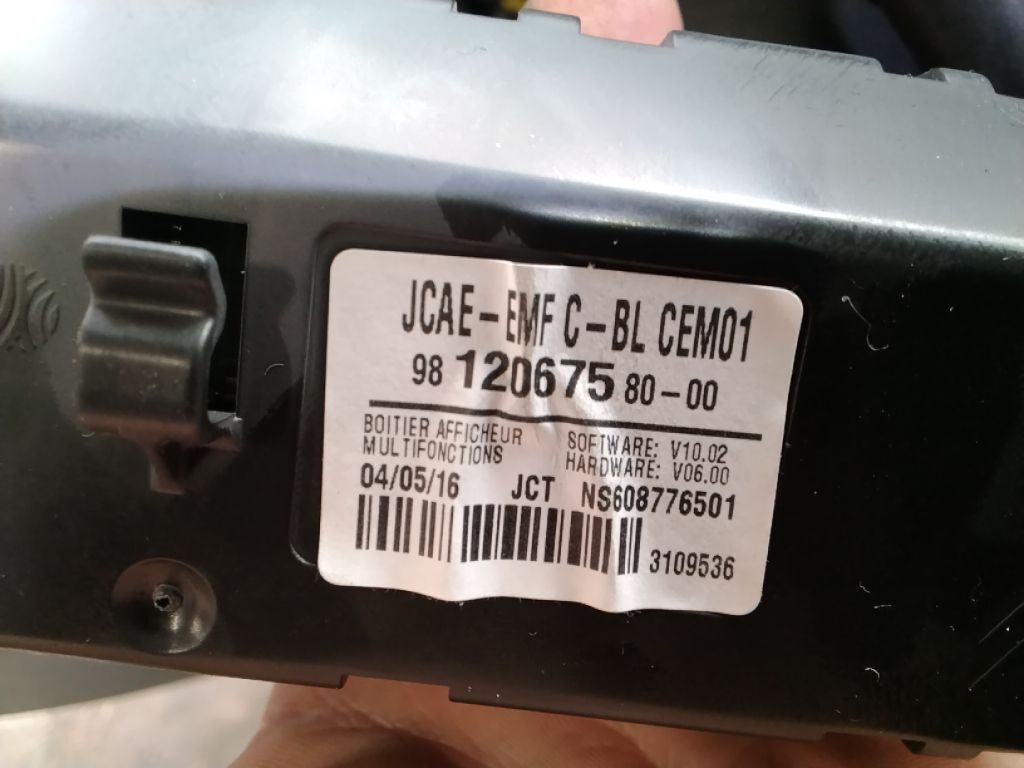 JCAE-EMF C-BL CEM01
98 120675 80-00
BOITIER AFFICHEUR
MULTIFONCTIONS
SOFTWARE: V10.02
HARDWARE: V06.00
04/05/16 JCT NS608776501
3109536